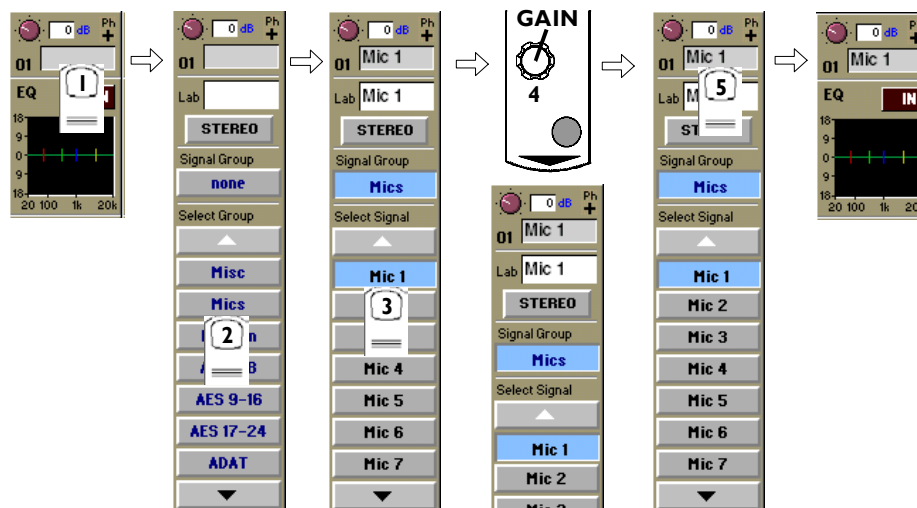 0 dB Ph +
01
1
EQ
18
9
0
9
18
20 100 1k 20k
0 dB Ph +
01
Lab
STEREO
Signal Group
none
Select Group
Misc
Mics
2
AES 9-16
AES 17-24
ADAT
0 dB Ph +
01 Mic 1
Lab Mic 1
STEREO
Signal Group
Mics
Select Signal
Mic 1
3
Mic 4
Mic 5
Mic 6
Mic 7
GAIN
4
0 dB Ph +
01 Mic 1
Lab Mic 1
STEREO
Signal Group
Mics
Select Signal
Mic 1
Mic 2
Mic 3
0 dB Ph +
01 Mic 1
Lab M
5
ST
Signal Group
Mics
Select Signal
Mic 1
Mic 2
Mic 3
Mic 4
Mic 5
Mic 6
Mic 7
0 dB
01 Mic 1
EQ IN
18
9
0
9
18
20 100 1k